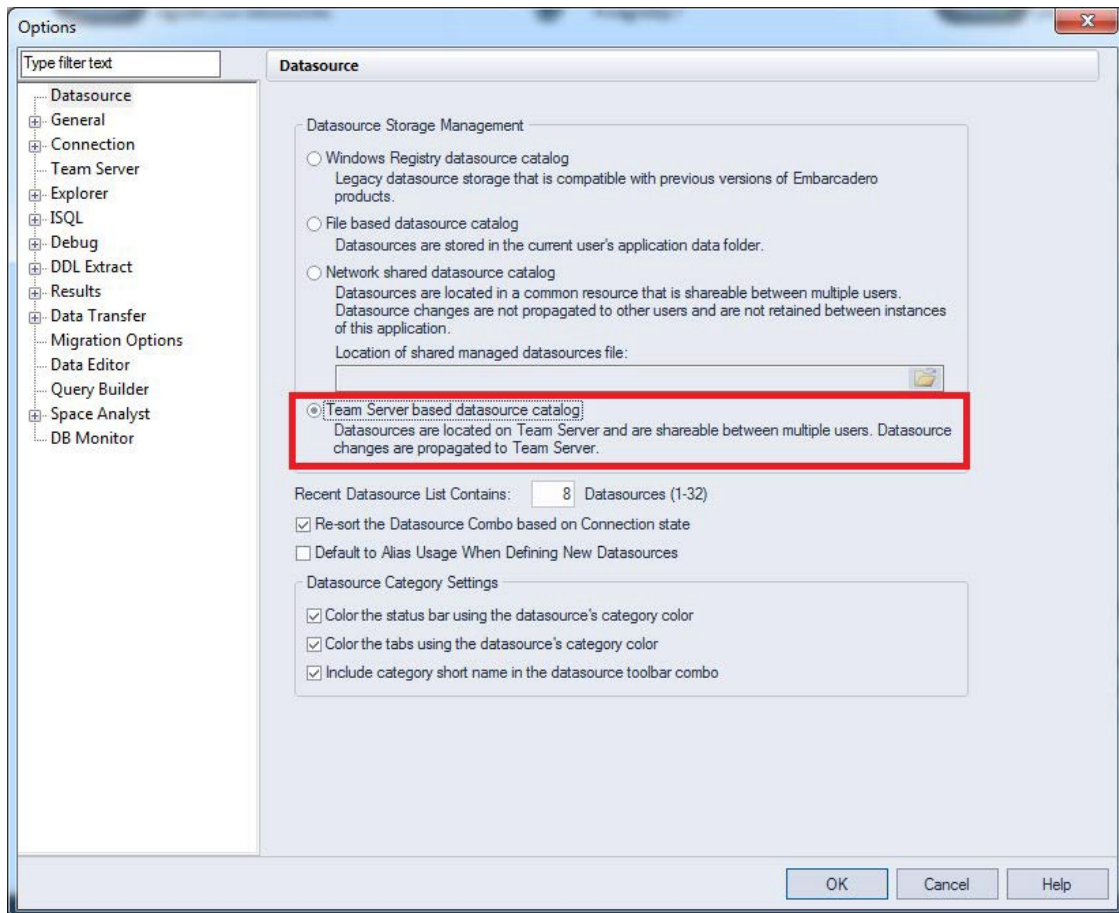 Options
Type filter text
Datasource
General
Connection
Team Server
Explorer
ISQL
Debug
DDL Extract
Results
Data Transfer
Migration Options
Data Editor
Query Builder
Space Analyst
DB Monitor
Datasource
Datasource Storage Management
Windows Registry datasource catalog
Legacy datasource storage that is compatible with previous versions of Embarcadero
products.
File based datasource catalog
Datasources are stored in the current user's application data folder.
Network shared datasource catalog
Datasources are located in a common resource that is shareable between multiple users.
Datasource changes are not propagated to other users and are not retained between instances
of this application.
Location of shared managed datasources file:
Team Server based datasource catalog
Datasources are located on Team Server and are shareable between multiple users. Datasource
changes are propagated to Team Server.
Recent Datasource List Contains: 8 Datasources (1-32)
Re-sort the Datasource Combo based on Connection state
Default to Alias Usage When Defining New Datasources
Datasource Category Settings
Color the status bar using the datasource's category color
Color the tabs using the datasource's category color
Include category short name in the datasource toolbar combo
OK Cancel Help